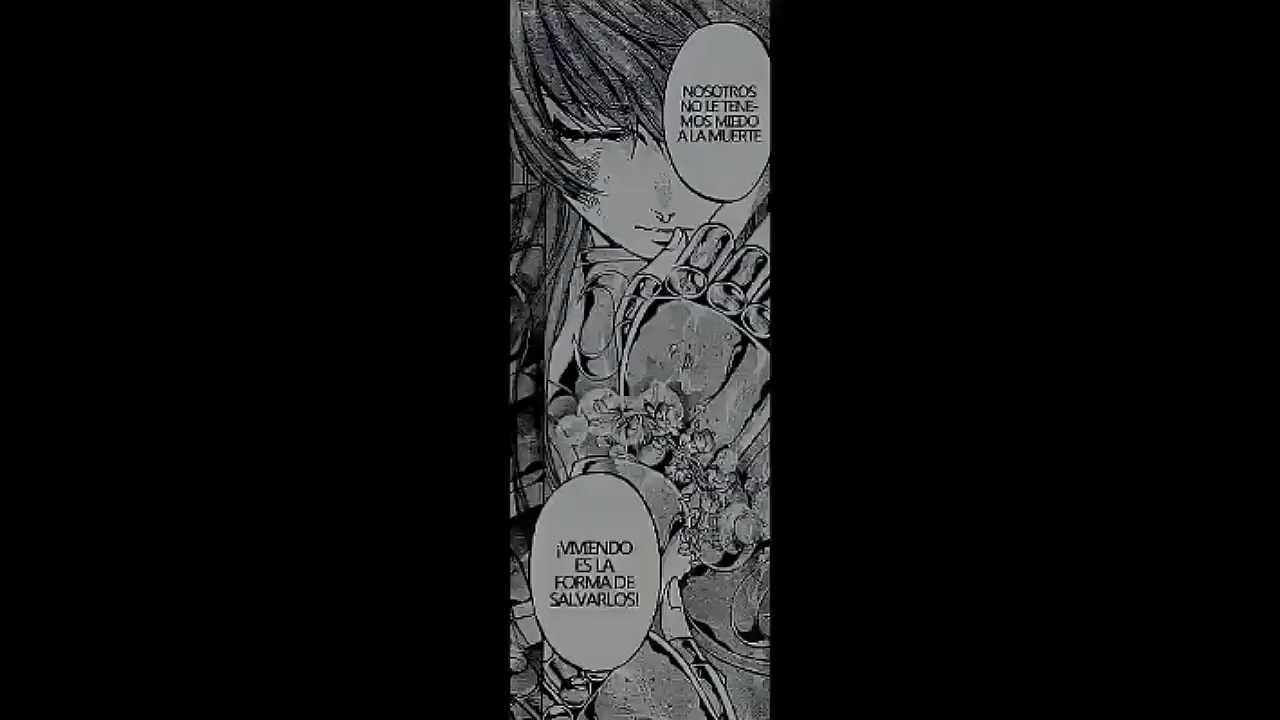 NOSOTROS
NO LE TENE-
MOS MIEDO
A LA MUERTE
¡VIVIENDO
ES LA
FORMA DE
SALVARLOS!